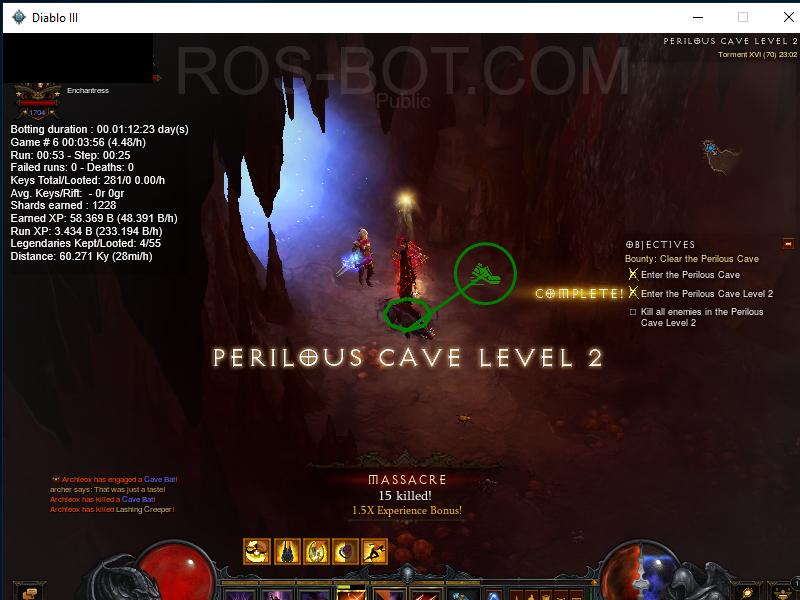 Diablo III
PERILOUS CAVE LEVEL 2
Torment XVI (70) 23:02
ROS-BOT.COM
Public
Enchantress
1704
Botting duration : 00.01:12:23 day(s)
Game # 6 00:03:56 (4.48/h)
Run: 00:53 - Step: 00:25
Failed runs: 0 - Deaths: 0
Keys Total/Looted: 281/0 0.00/h
Avg. Keys/Rift: - 0r 0gr
Shards earned : 1228
Earned XP: 58.369 B (48.391 B/h)
Run XP: 3.434 B (233.194 B/h)
Legendaries Kept/Looted: 4/55
Distance: 60.271 Ky (28mi/h)
OBJECTIVES
Bounty: Clear the Perilous Cave
Enter the Perilous Cave
COMPLETE!
Enter the Perilous Cave Level 2
Kill all enemies in the Perilous
Cave Level 2
PERILOUS CAVE LEVEL 2
MASSACRE
15 killed!
1.5X Experience Bonus!
Archleox has engaged a Cave Bat!
archer says: That was just a taste!
Archleox has killed a Cave Bat!
Archleox has killed Lashing Creeper!